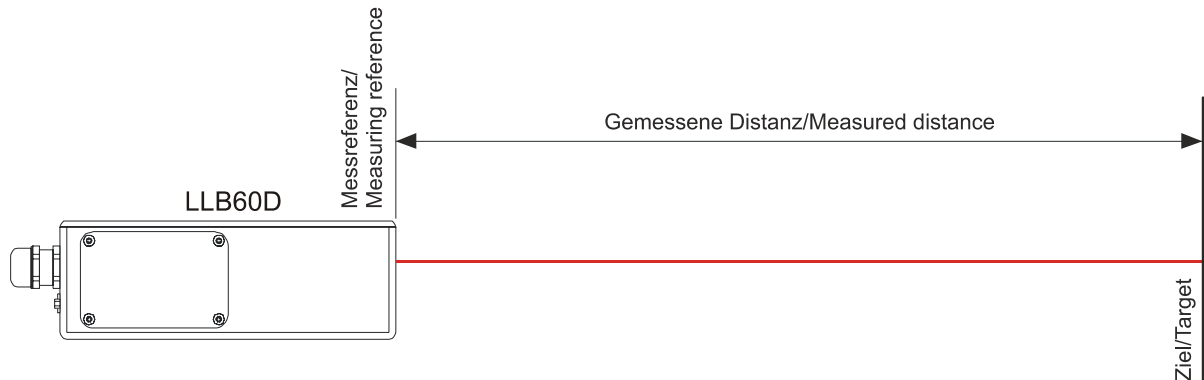 Messreferenz/
Measuring reference
Gemessene Distanz/Measured distance
LLB60D
Ziel/Target